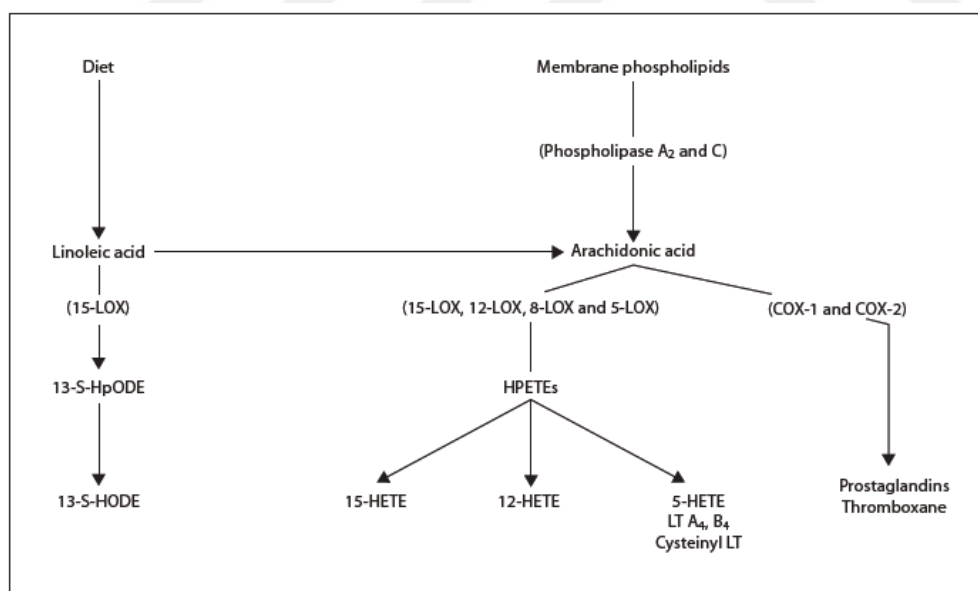 Diet
Membrane phospholipids
(Phospholipase A₂ and C)
Linoleic acid
Arachidonic acid
(15-LOX)
(15-LOX, 12-LOX, 8-LOX and 5-LOX)
(COX-1 and COX-2)
13-S-HpODE
HPETEs
13-S-HODE
15-HETE
12-HETE
5-HETE
LT A₄, B₄
Cysteinyl LT
Prostaglandins
Thromboxane